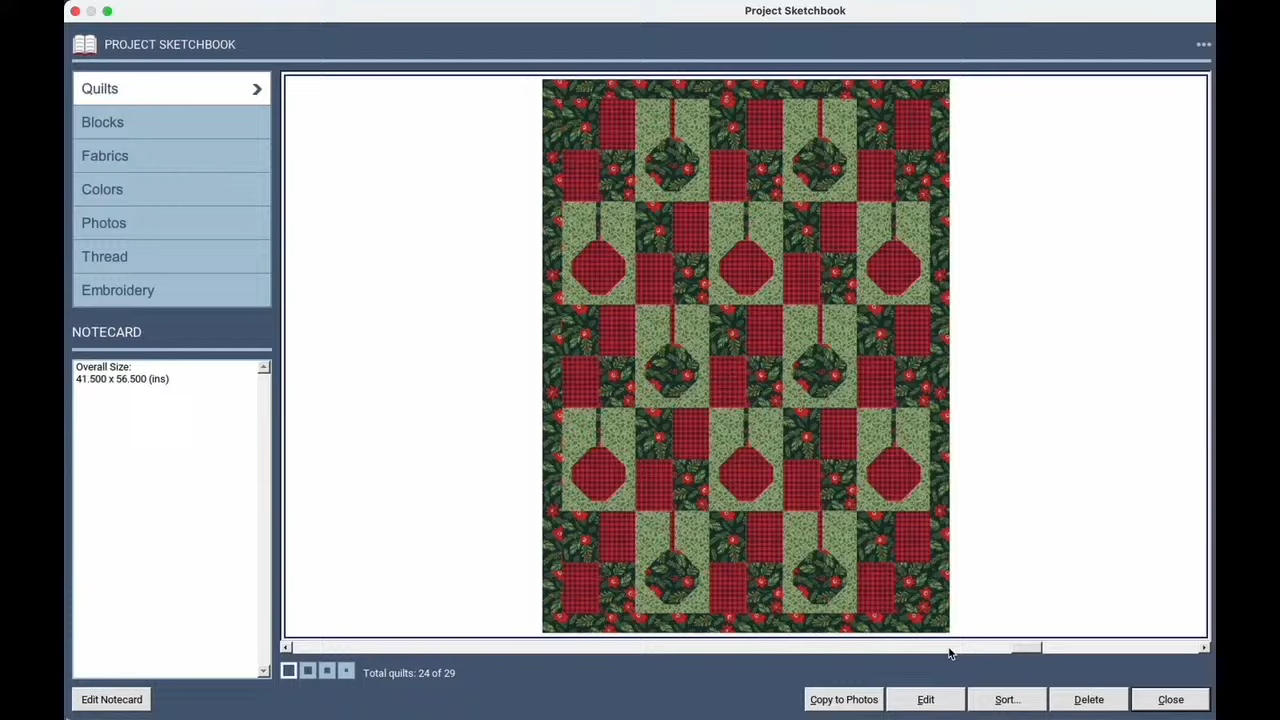 Project Sketchbook
PROJECT SKETCHBOOK
Quilts
Blocks
Fabrics
Colors
Photos
Thread
Embroidery
NOTECARD
Overall Size:
41.500 x 56.500 (ins)
Total quilts: 24 of 29
Edit Notecard
Copy to Photos
Edit
Sort...
Delete
Close